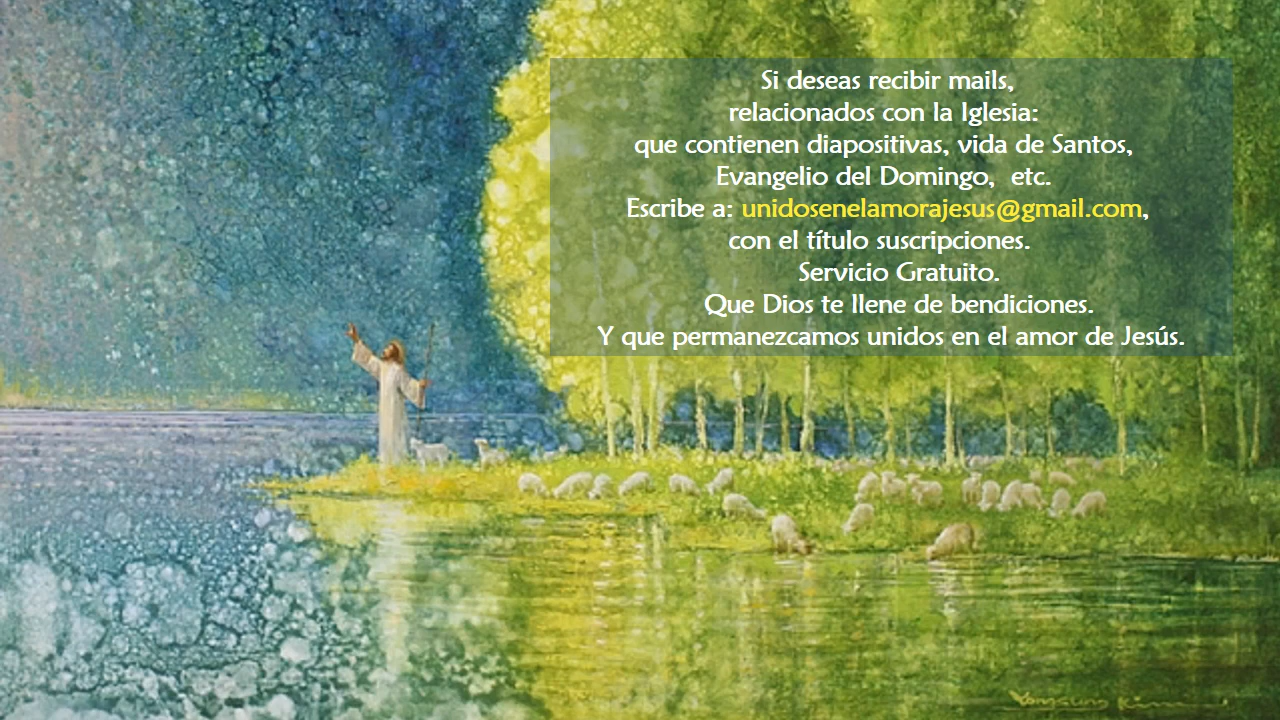 Si deseas recibir mails,
relacionados con la Iglesia:
que contienen diapositivas, vida de Santos,
Evangelio del Domingo,  etc.
Escribe a: unidosenelamorajesus@gmail.com,
con el título suscripciones.
Servicio Gratuito.
Que Dios te llene de bendiciones.
Y que permanezcamos unidos en el amor de Jesús.
Yongsung Kim